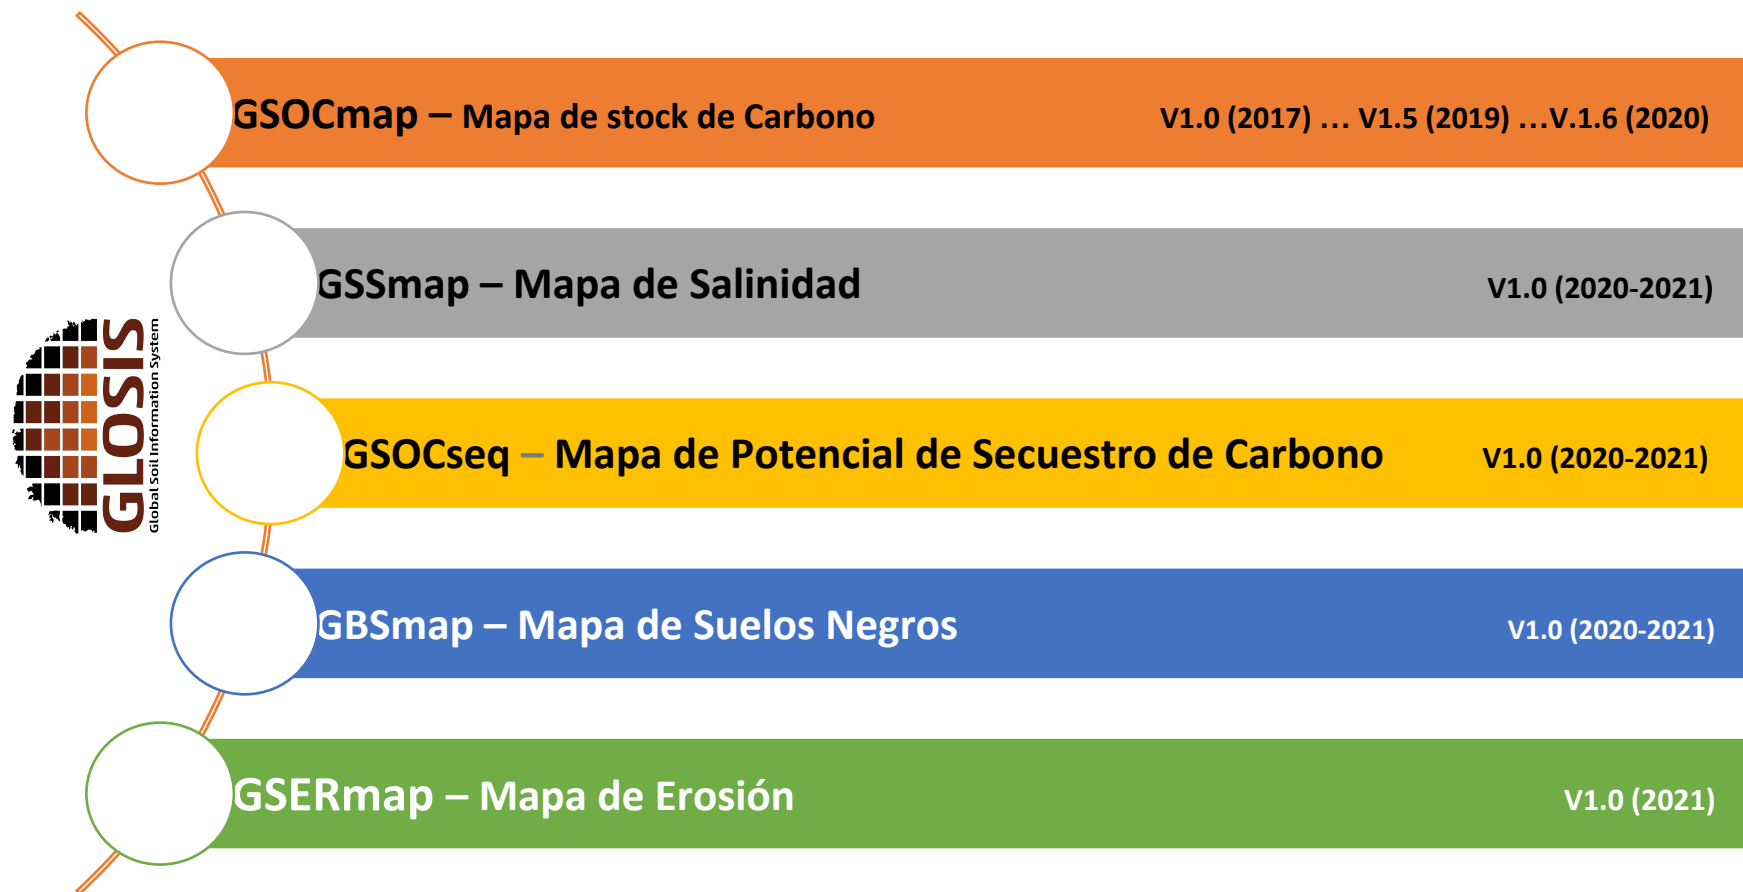 GSOCmap – Mapa de stock de Carbono V1.0 (2017) ... V1.5 (2019) ...V.1.6 (2020)
GSSmap – Mapa de Salinidad V1.0 (2020-2021)
GLOSIS
Global Soil Information System
GSOCseq – Mapa de Potencial de Secuestro de Carbono V1.0 (2020-2021)
GBSmap – Mapa de Suelos Negros V1.0 (2020-2021)
GSERmap – Mapa de Erosión V1.0 (2021)